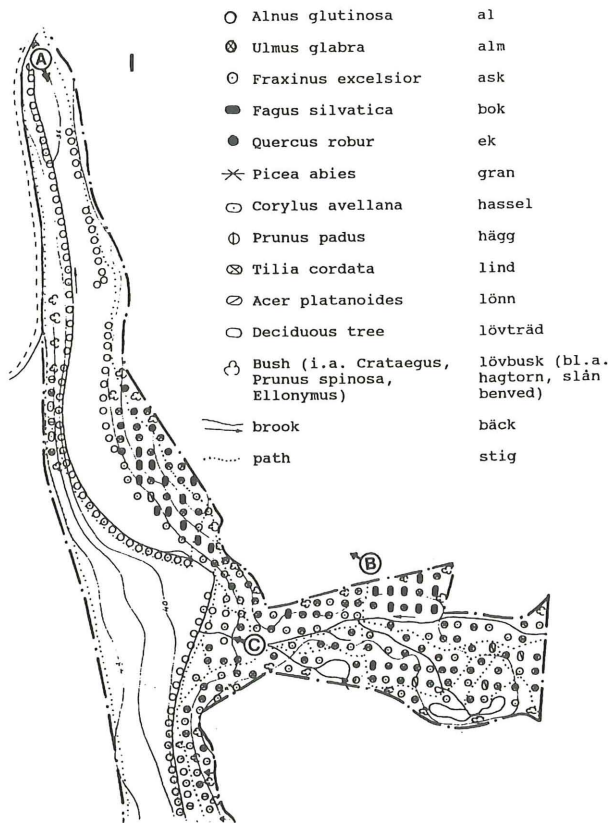 A
I
Alnus glutinosa al
Ulmus glabra alm
Fraxinus excelsior ask
Fagus silvatica bok
Quercus robur ek
Picea abies gran
Corylus avellana hassel
Prunus padus hägg
Tilia cordata lind
Acer platanoides lönn
Deciduous tree lövträd
Bush (i.a. Crataegus, lövbusk (bl.a.
Prunus spinosa, hagtorn, slån
Ellonymus) benved)
brook bäck
path stig
B
C